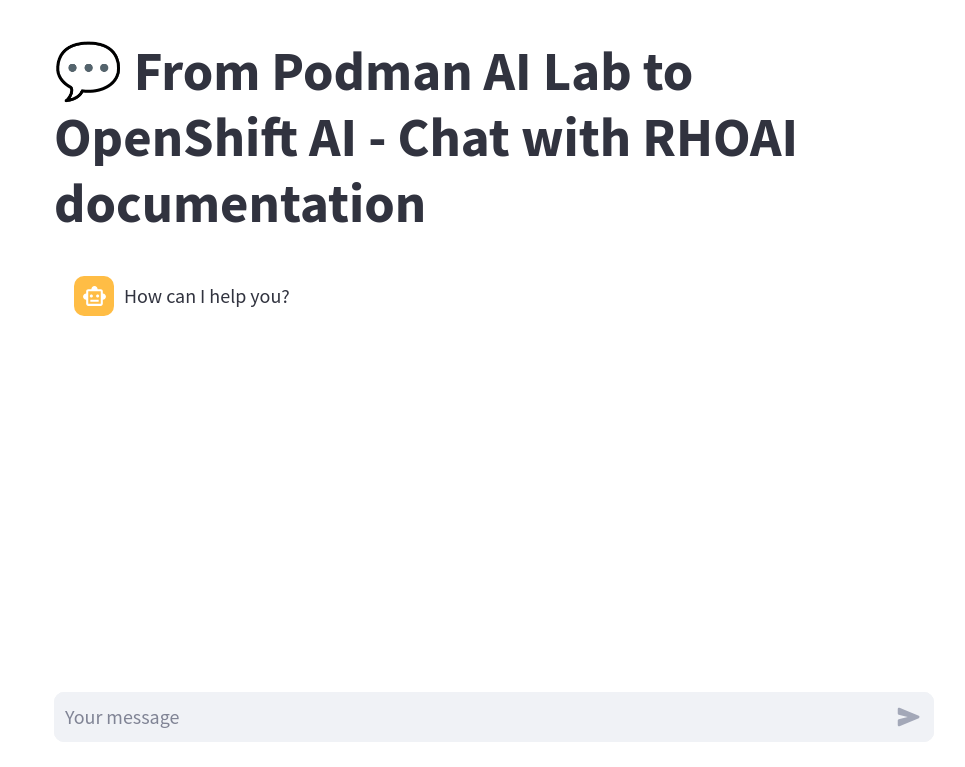 💬 From Podman AI Lab to
OpenShift AI - Chat with RHOAI
documentation
How can I help you?
Your message